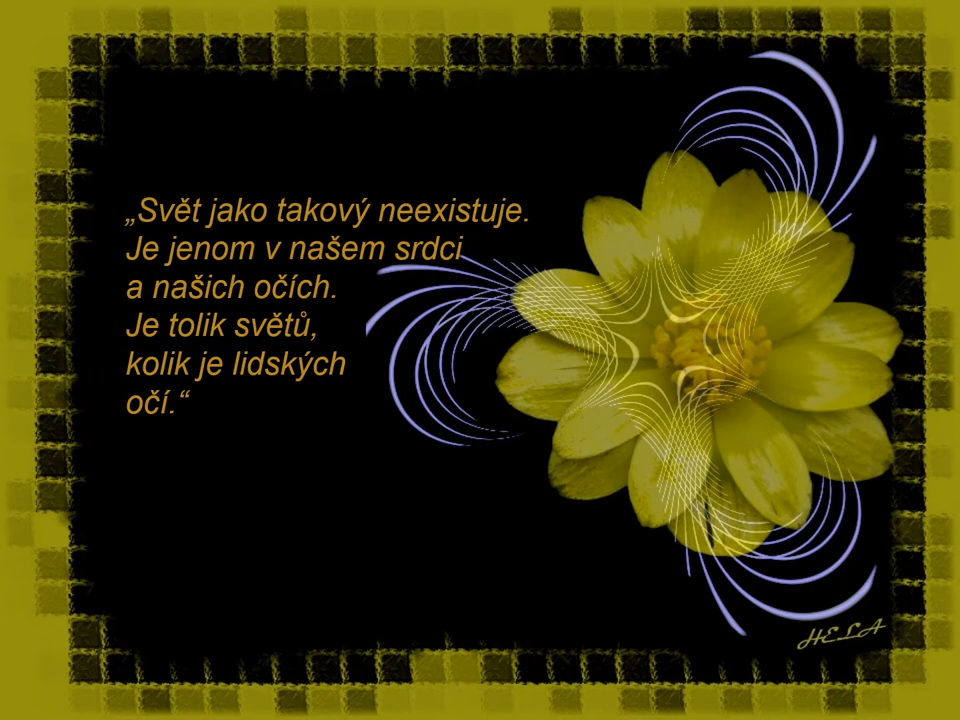 „Svět jako takový neexistuje.
Je jenom v našem srdci
a našich očích.
Je tolik světů,
kolik je lidských
očí.“
HELA